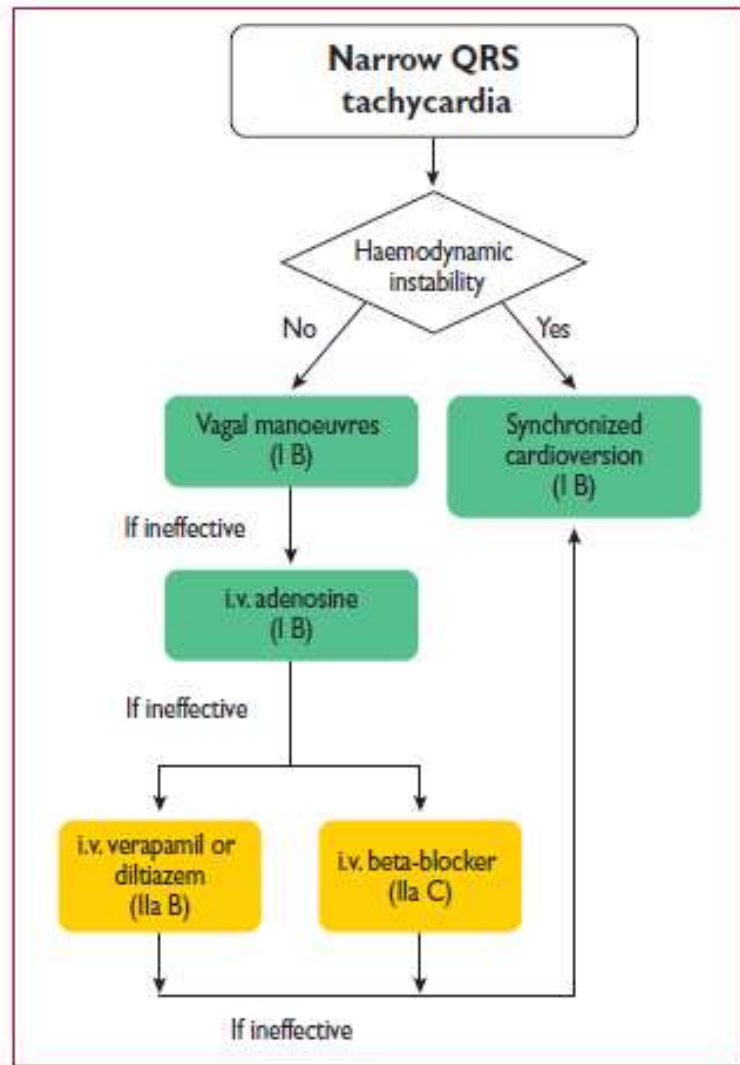 Narrow QRS
tachycardia
Haemodynamic
instability
No
Yes
Vagal manoeuvres
(I B)
Synchronized
cardioversion
(I B)
If ineffective
i.v. adenosine
(I B)
If ineffective
i.v. verapamil or
diltiazem
(IIa B)
i.v. beta-blocker
(IIa C)
If ineffective